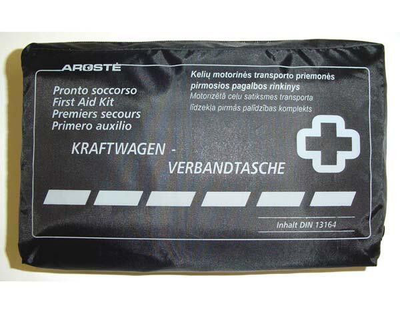 AROSTĖ
Pronto soccorso
First Aid Kit
Premiers secours
Primero auxilio
Kelių motorinės transporto priemonės
pirmosios pagalbos rinkinys
Motorizētā ceļu satiksmes transporta
līdzekļa pirmās palīdzības komplekts
KRAFTWAGEN -
VERBANDTASCHE
Inhalt DIN 13164